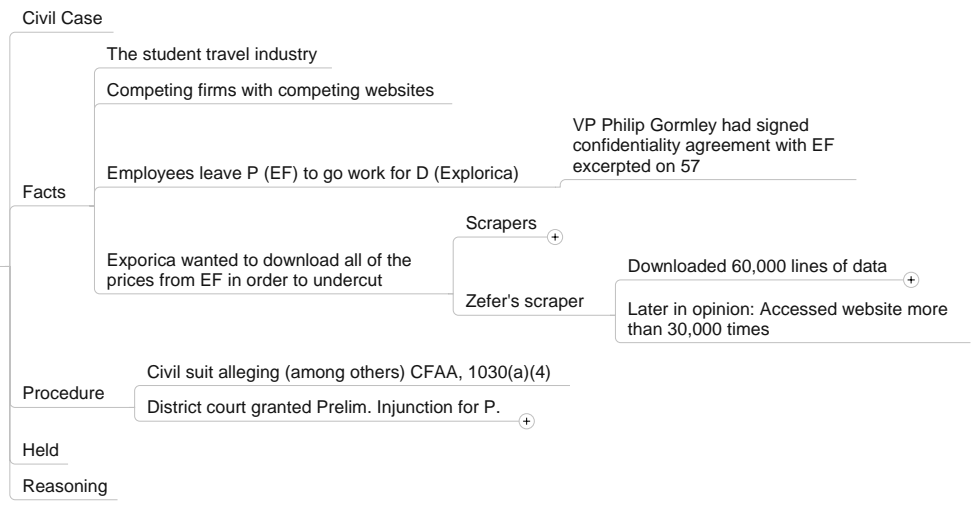 Civil Case
The student travel industry
Competing firms with competing websites
VP Philip Gormley had signed
confidentiality agreement with EF
excerpted on 57
Employees leave P (EF) to go work for D (Explorica)
Facts
Scrapers
Exporica wanted to download all of the
prices from EF in order to undercut
Downloaded 60,000 lines of data
Zefer's scraper
Later in opinion: Accessed website more
than 30,000 times
Civil suit alleging (among others) CFAA, 1030(a)(4)
Procedure
District court granted Prelim. Injunction for P.
Held
Reasoning